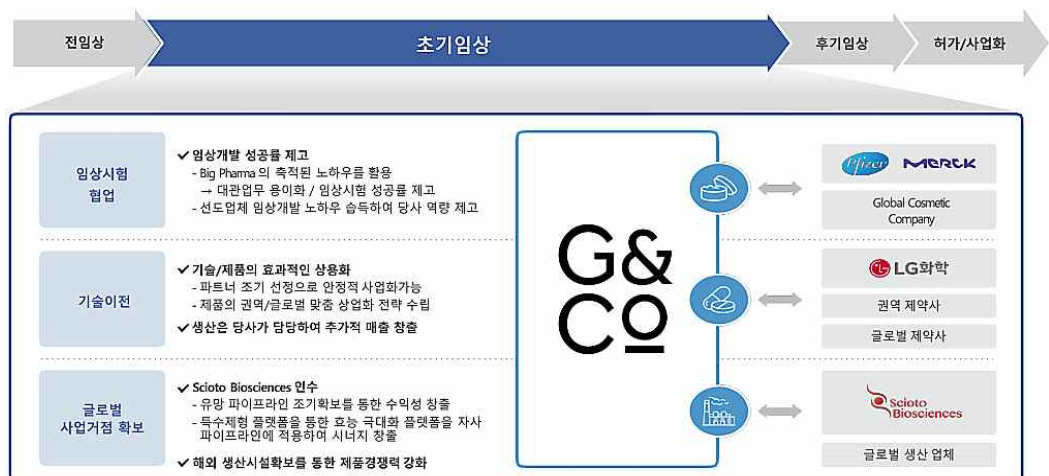 전임상
초기임상
후기임상
허가/사업화
임상시험
협업
✔ 임상개발 성공률 제고
- Big Pharma 의 축적된 노하우를 활용
→ 대관업무 용이화 / 임상시험 성공률 제고
- 선도업체 임상개발 노하우 습득하여 당사 역량 제고
Pfizer MERCK
Global Cosmetic
Company
기술이전
✔ 기술/제품의 효과적인 상용화
- 파트너 조기 선정으로 안정적 사업화가능
- 제품의 권역/글로벌 맞춤 상업화 전략 수립
✔ 생산은 당사가 담당하여 추가적 매출 창출
G&
CO
LG화학
권역 제약사
글로벌 제약사
글로벌
사업거점 확보
✔ Scioto Biosciences 인수
- 유망 파이프라인 조기확보를 통한 수익성 창출
- 특수제형 플랫폼을 통한 효능 극대화 플랫폼을 자사
파이프라인에 적용하여 시너지 창출
✔ 해외 생산시설확보를 통한 제품경쟁력 강화
Scioto
Biosciences
글로벌 생산 업체